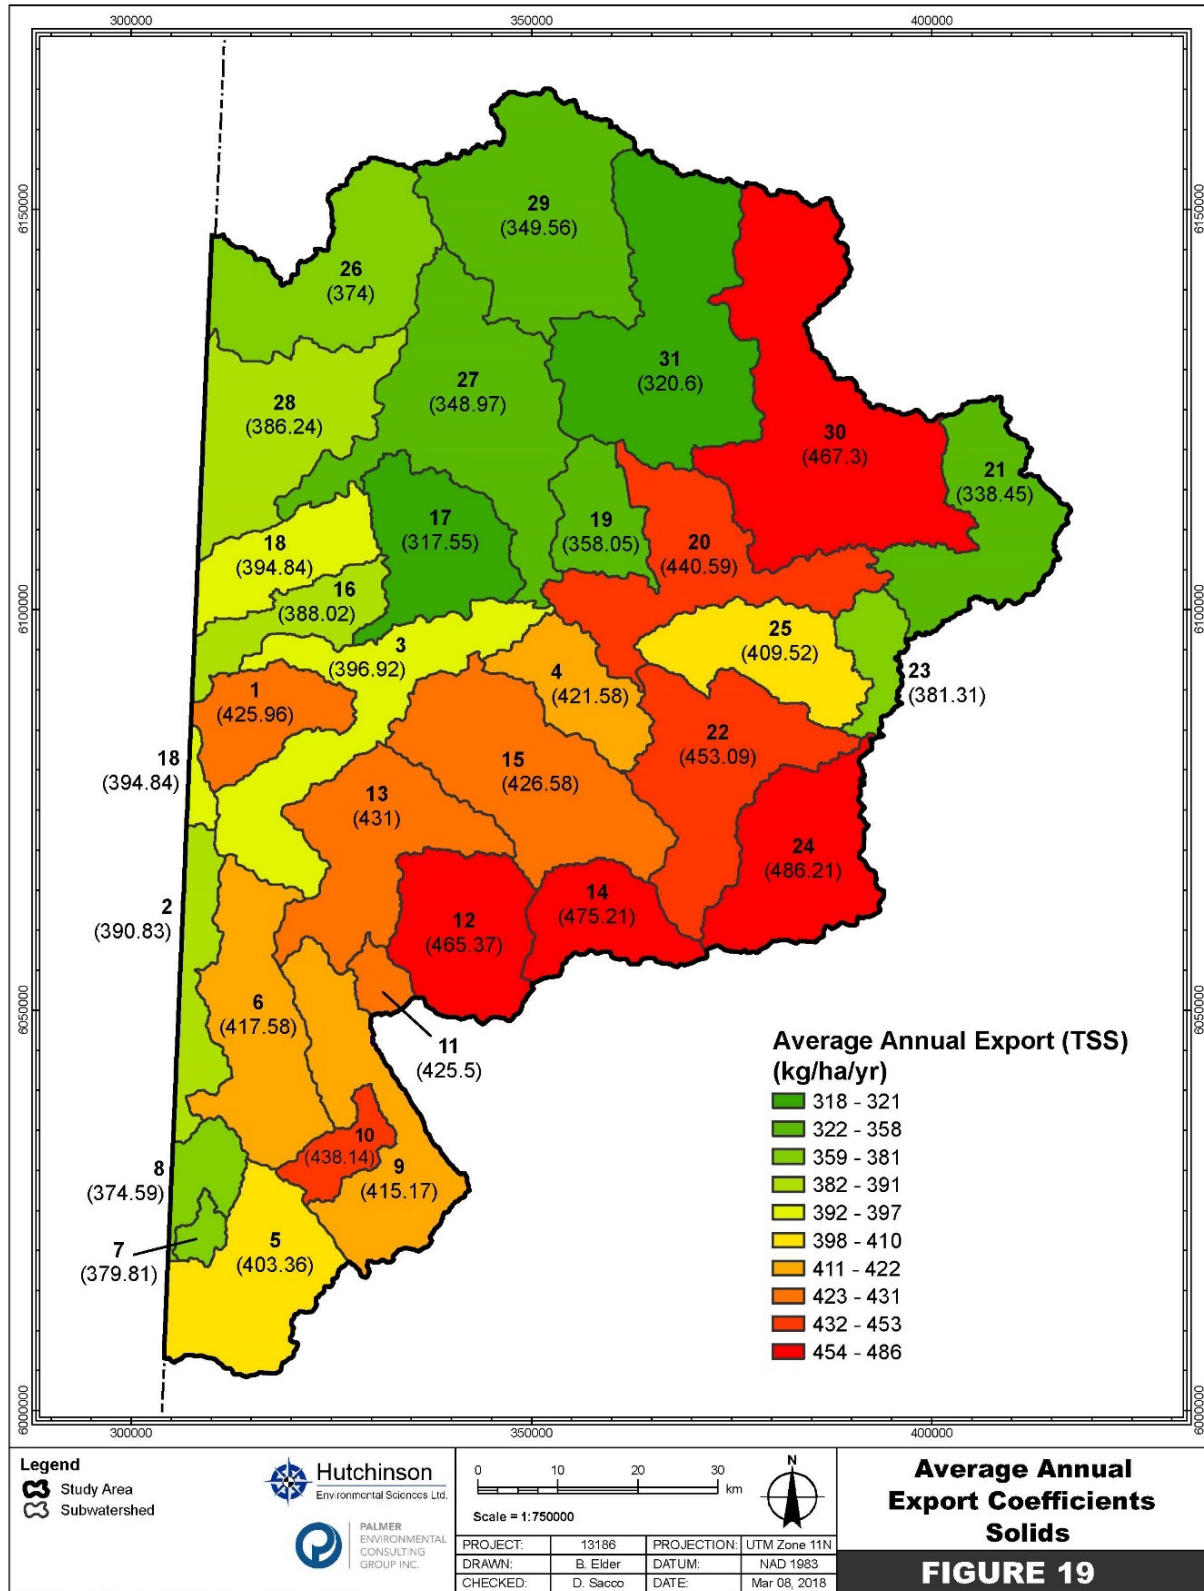 300000
350000
400000
6150000
6150000
29
(349.56)
26
(374)
31
(320.6)
27
(348.97)
28
(386.24)
30
(467.3)
21
(338.45)
17
(317.55)
19
(358.05)
18
(394.84)
20
(440.59)
16
(388.02)
6100000
6100000
25
(409.52)
3
(396.92)
4
(421.58)
23
(381.31)
1
(425.96)
22
(453.09)
18
(394.84)
15
(426.58)
13
(431)
24
(486.21)
14
(475.21)
2
(390.83)
12
(465.37)
6
(417.58)
6050000
6050000
11
(425.5)
10
(438.14)
9
(415.17)
8
(374.59)
7
(379.81)
5
(403.36)
Average Annual Export (TSS)
(kg/ha/yr)
318 - 321
322 - 358
359 - 381
382 - 391
392 - 397
398 - 410
411 - 422
423 - 431
432 - 453
454 - 486
6000000
6000000
300000
350000
400000
Legend
Study Area
Subwatershed
Hutchinson
Environmental Sciences Ltd.
PALMER
ENVIRONMENTAL
CONSULTING
GROUP INC.
0 10 20 30
km
Scale = 1:750000
N
PROJECT: 13186 PROJECTION: UTM Zone 11N
DRAWN: B. Elder DATUM: NAD 1983
CHECKED: D. Sacco DATE: Mar 08, 2018
Average Annual
Export Coefficients
Solids
FIGURE 19